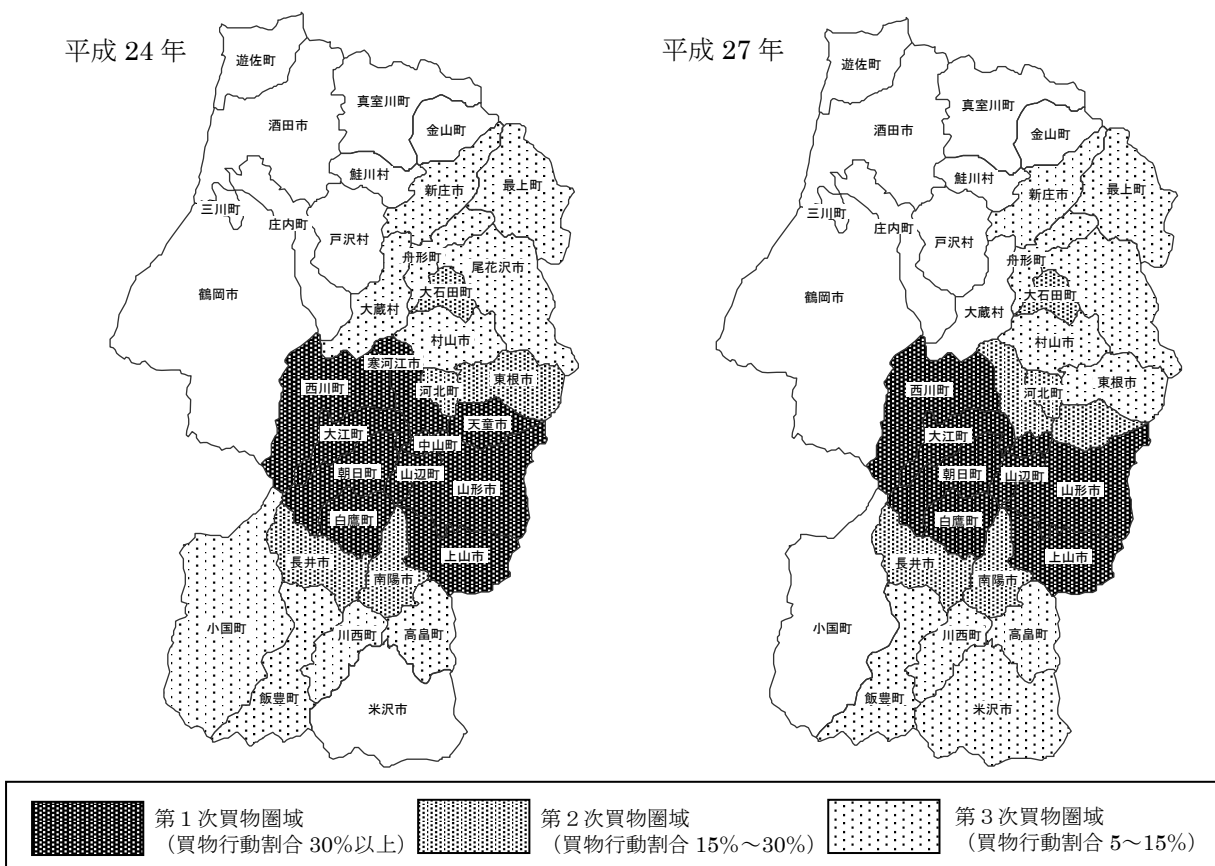 平成 24 年
遊佐町
真室川町
酒田市
金山町
鮭川村
新庄市
最上町
三川町
庄内町
戸沢村
舟形町
尾花沢市
鶴岡市
大石田町
大蔵村
村山市
寒河江市
西川町
河北町
東根市
天童市
大江町
中山町
朝日町
山辺町
山形市
白鷹町
上山市
長井市
南陽市
小国町
川西町
高畠町
飯豊町
米沢市
平成 27 年
遊佐町
真室川町
酒田市
金山町
鮭川村
新庄市
最上町
三川町
庄内町
戸沢村
舟形町
鶴岡市
大石田町
大蔵村
村山市
東根市
西川町
河北町
大江町
朝日町
山辺町
山形市
白鷹町
上山市
長井市
南陽市
小国町
川西町
高畠町
飯豊町
米沢市
第１次買物圏域
（買物行動割合 30%以上）
第２次買物圏域
（買物行動割合 15%～30%）
第３次買物圏域
（買物行動割合 5～15%）